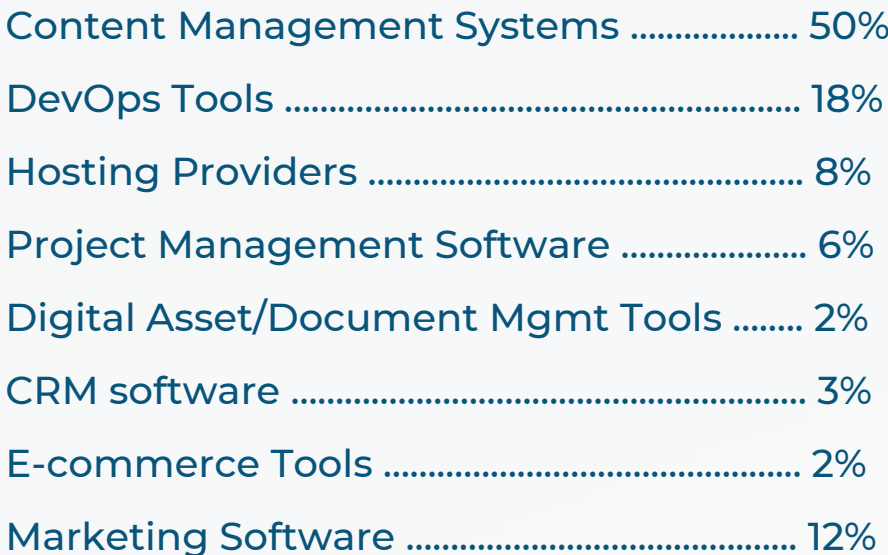 Content Management Systems ................... 50%
DevOps Tools ......................................................... 18%
Hosting Providers ................................................ 8%
Project Management Software .................... 6%
Digital Asset/Document Mgmt Tools ........ 2%
CRM software ......................................................... 3%
E-commerce Tools .............................................. 2%
Marketing Software ........................................... 12%